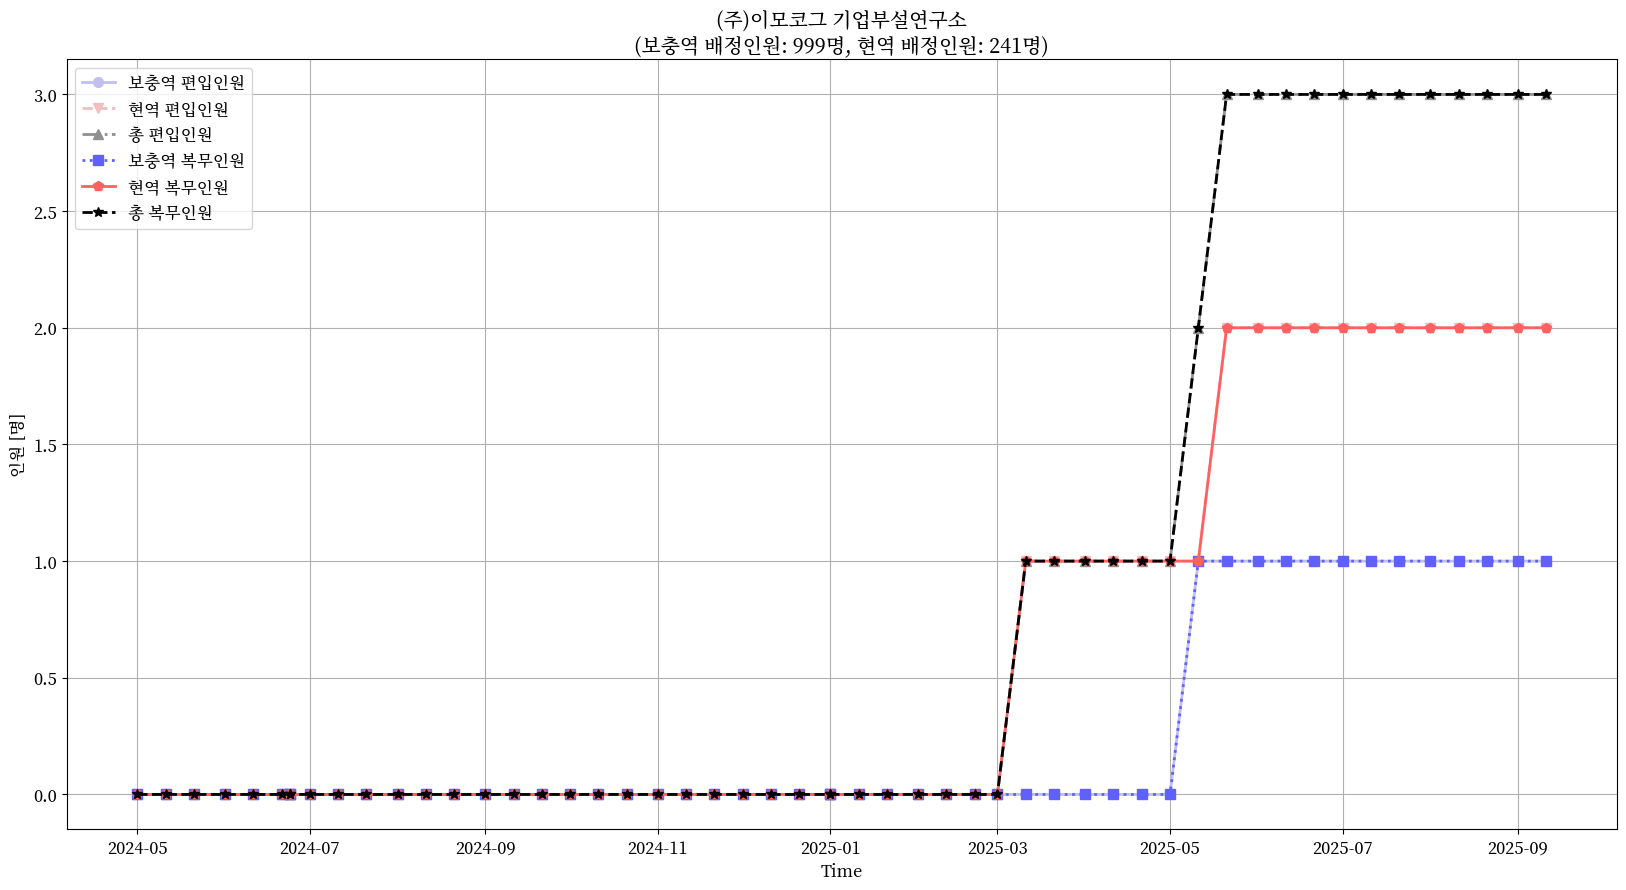 (주)이모코그 기업부설연구소
(보충역 배정인원: 999명, 현역 배정인원: 241명)
보충역 편입인원
현역 편입인원
총 편입인원
보충역 복무인원
현역 복무인원
총 복무인원
3.0
2.5
2.0
1.5
1.0
0.5
0.0
인원 [명]
2024-05 2024-07 2024-09 2024-11 2025-01 2025-03 2025-05 2025-07 2025-09
Time